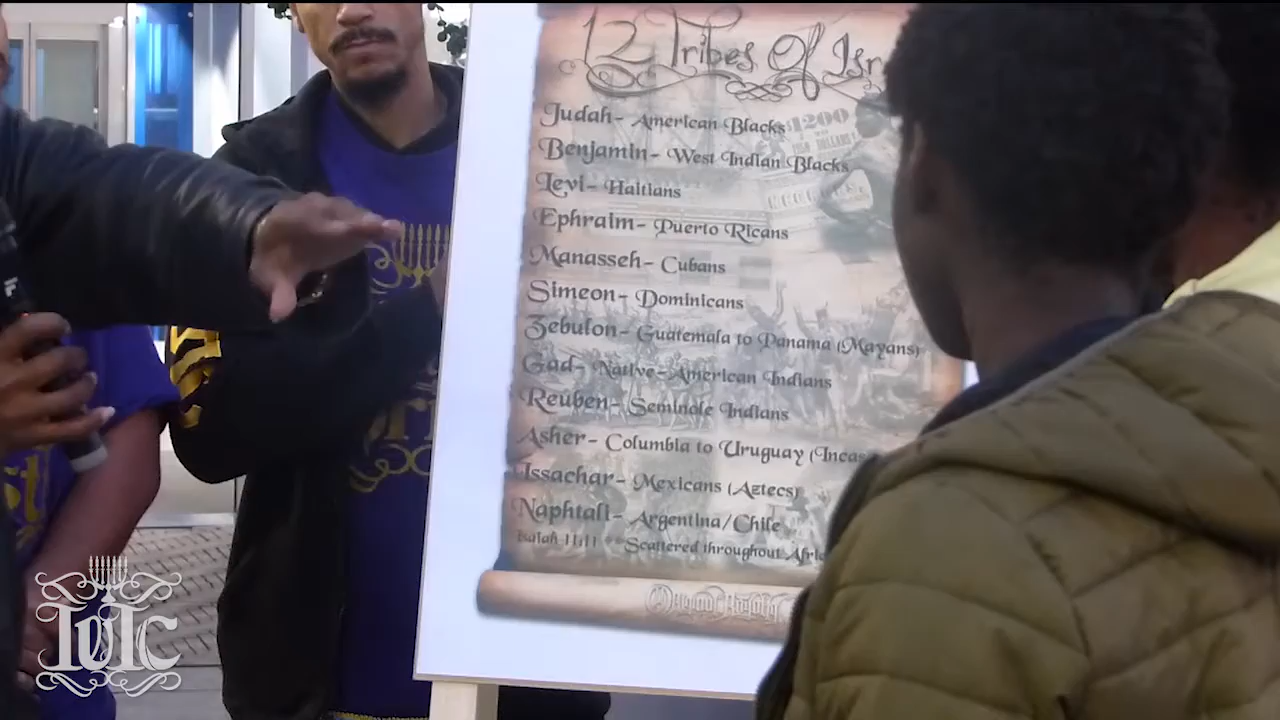 12 Tribes Of Isr
Judah- American Blacks
Benjamin- West Indian Blacks
Levi- Haitians
Ephraim- Puerto Ricans
Manasseh- Cubans
Simeon- Dominicans
Zebulon- Guatemala to Panama (Mayans)
Gad- Native-American Indians
Reuben- Seminole Indians
Asher- Columbia to Uruguay (Incas
Issachar- Mexicans (Aztecs)
Naphtali- Argentina/Chile
Isaiah 11:11 **Scattered throughout Afri
$1200
IUIC